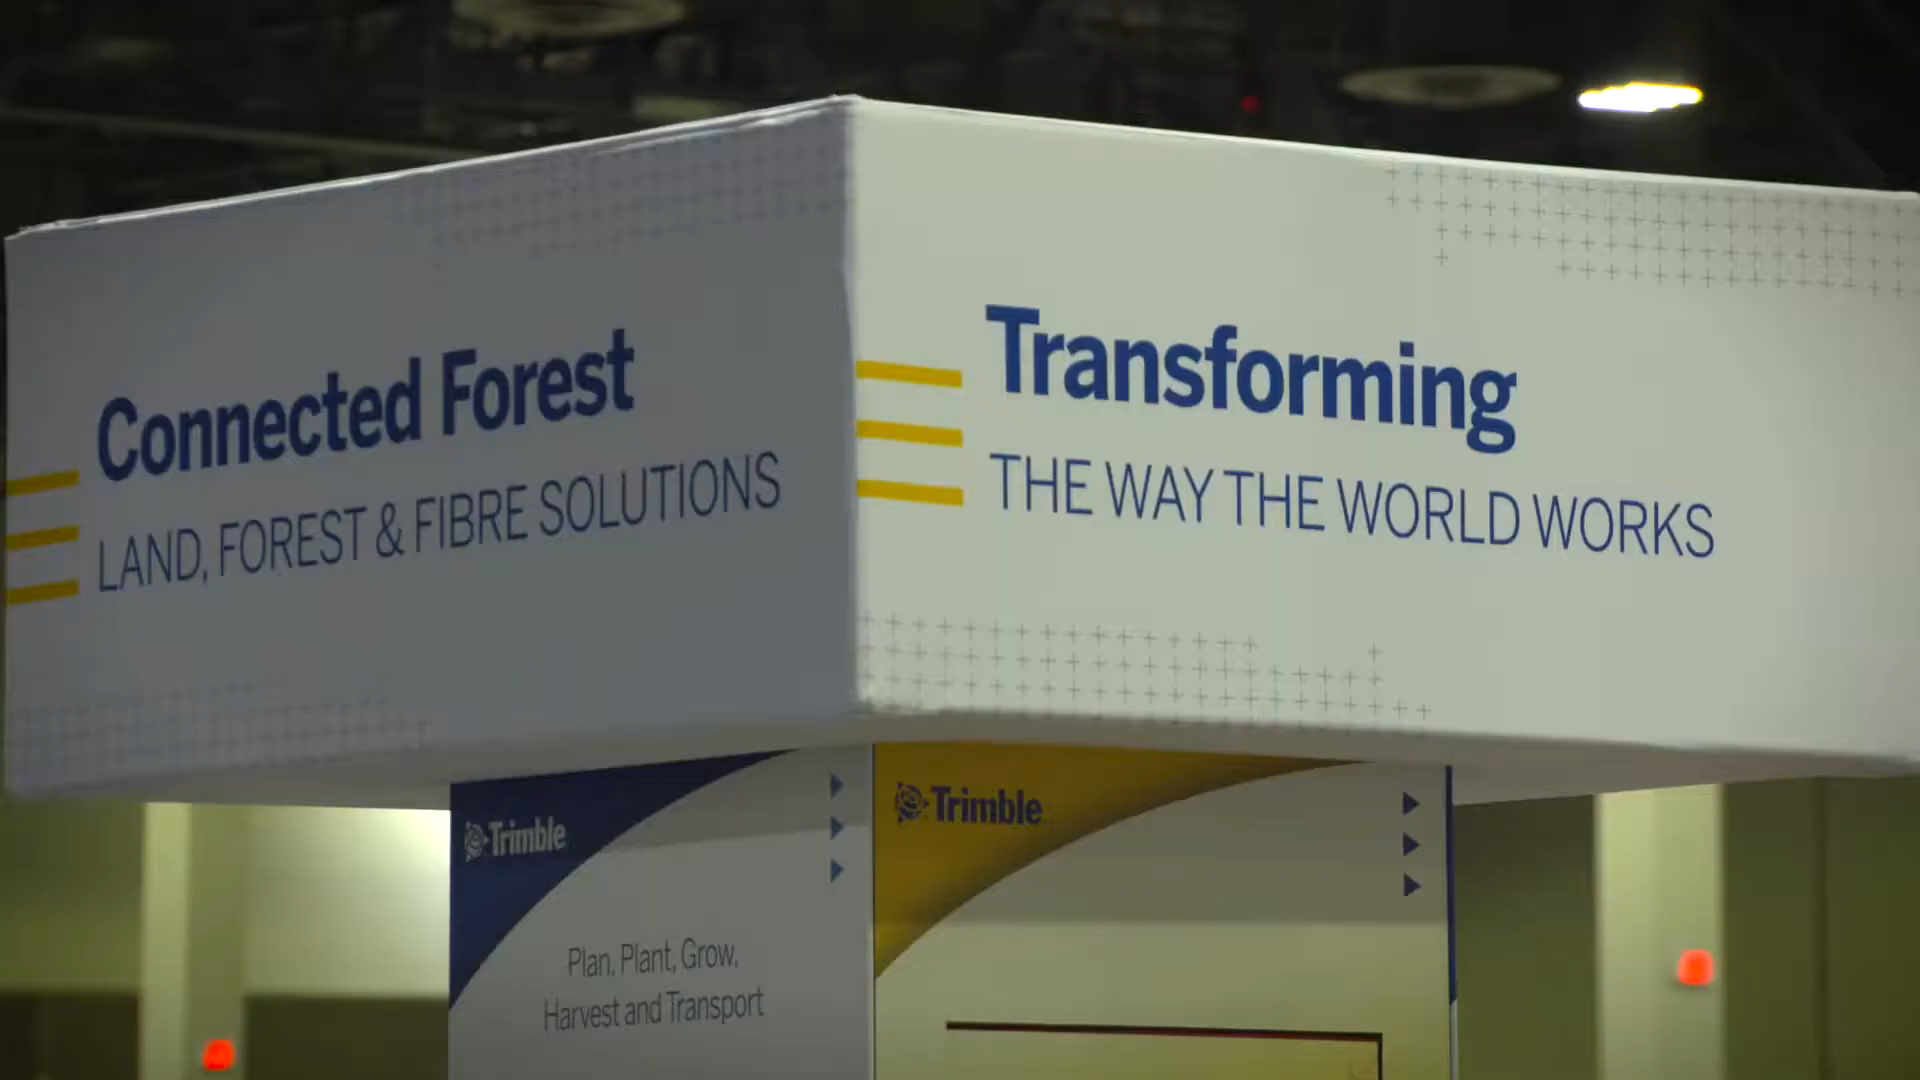 Connected Forest
LAND, FOREST & FIBRE SOLUTIONS
Transforming
THE WAY THE WORLD WORKS
Trimble
Plan, Plant, Grow,
Harvest and Transport
Trimble